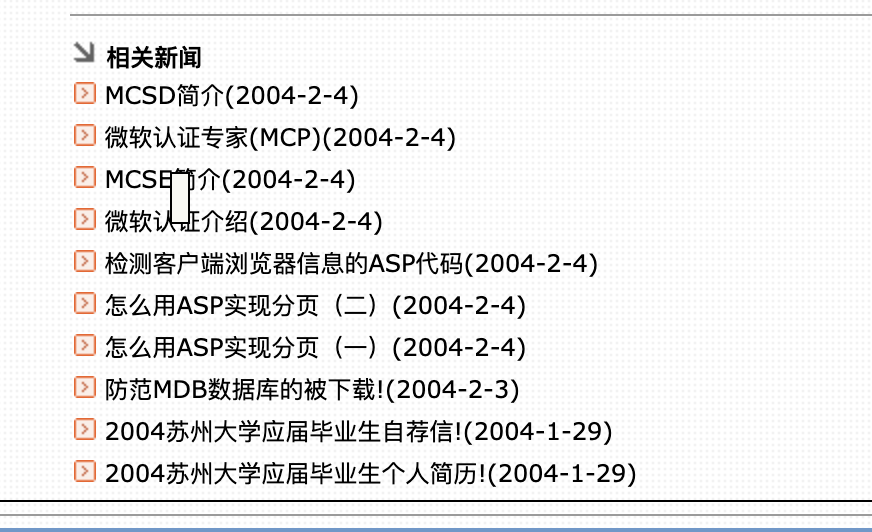 相关新闻
MCSD简介(2004-2-4)
微软认证专家(MCP)(2004-2-4)
MCSE简介(2004-2-4)
微软认证介绍(2004-2-4)
检测客户端浏览器信息的ASP代码(2004-2-4)
怎么用ASP实现分页（二）(2004-2-4)
怎么用ASP实现分页（一）(2004-2-4)
防范MDB数据库的被下载!(2004-2-3)
2004苏州大学应届毕业生自荐信!(2004-1-29)
2004苏州大学应届毕业生个人简历!(2004-1-29)